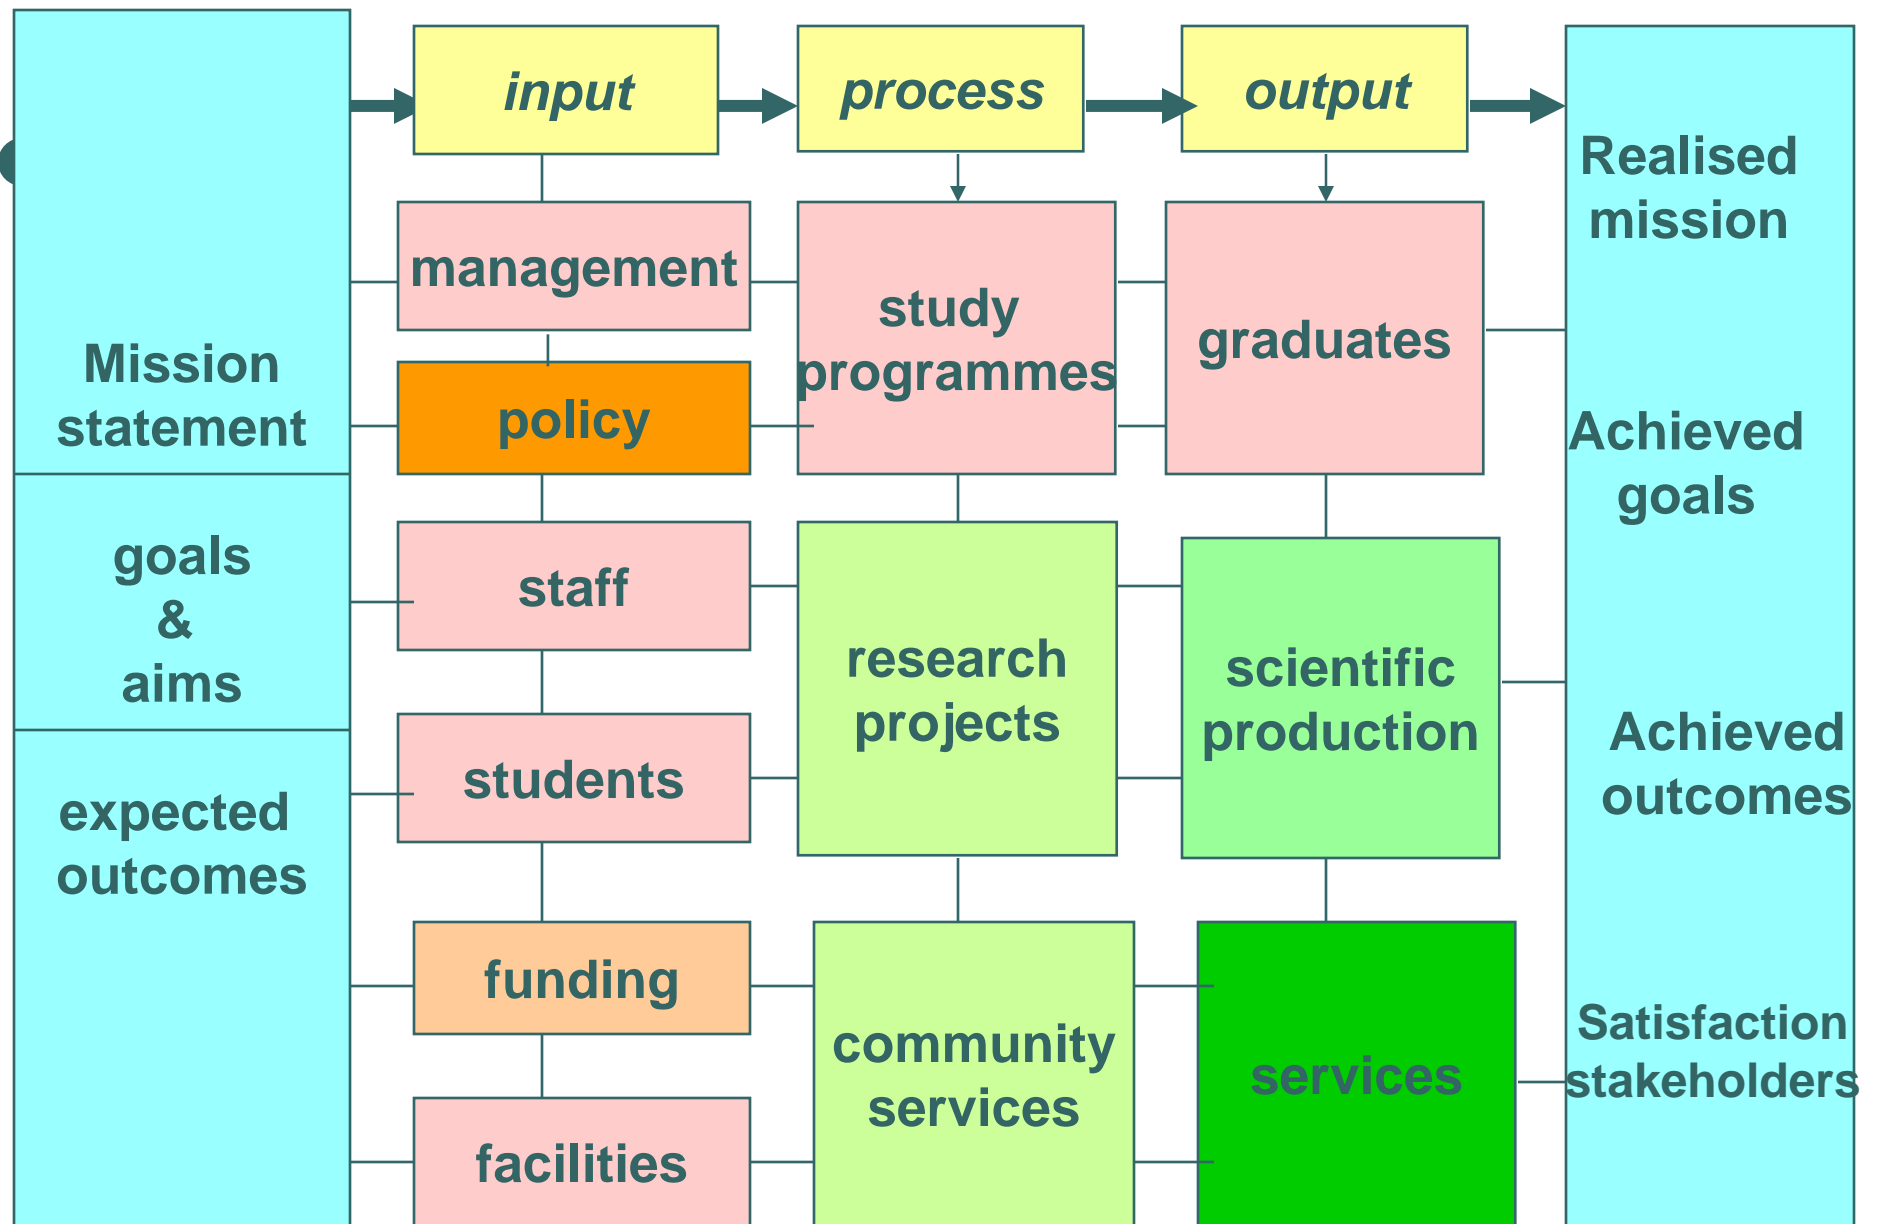 Mission
statement
goals
&
aims
expected
outcomes
input
management
policy
staff
students
funding
facilities
process
study
programmes
research
projects
community
services
output
graduates
scientific
production
services
Realised
mission
Achieved
goals
Achieved
outcomes
Satisfaction
stakeholders